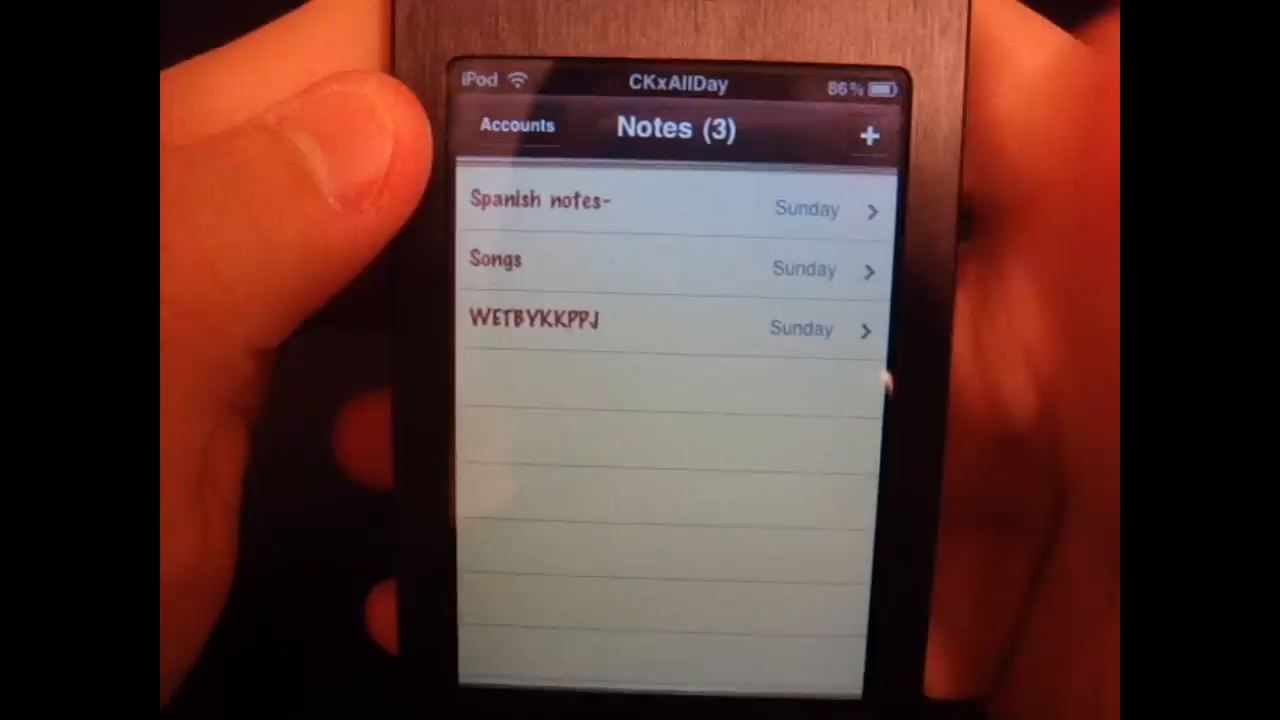 iPod CKxAllDay 86%
Accounts Notes (3) +
Spanish notes- Sunday >
Songs Sunday >
WETBYKKPPJ Sunday >